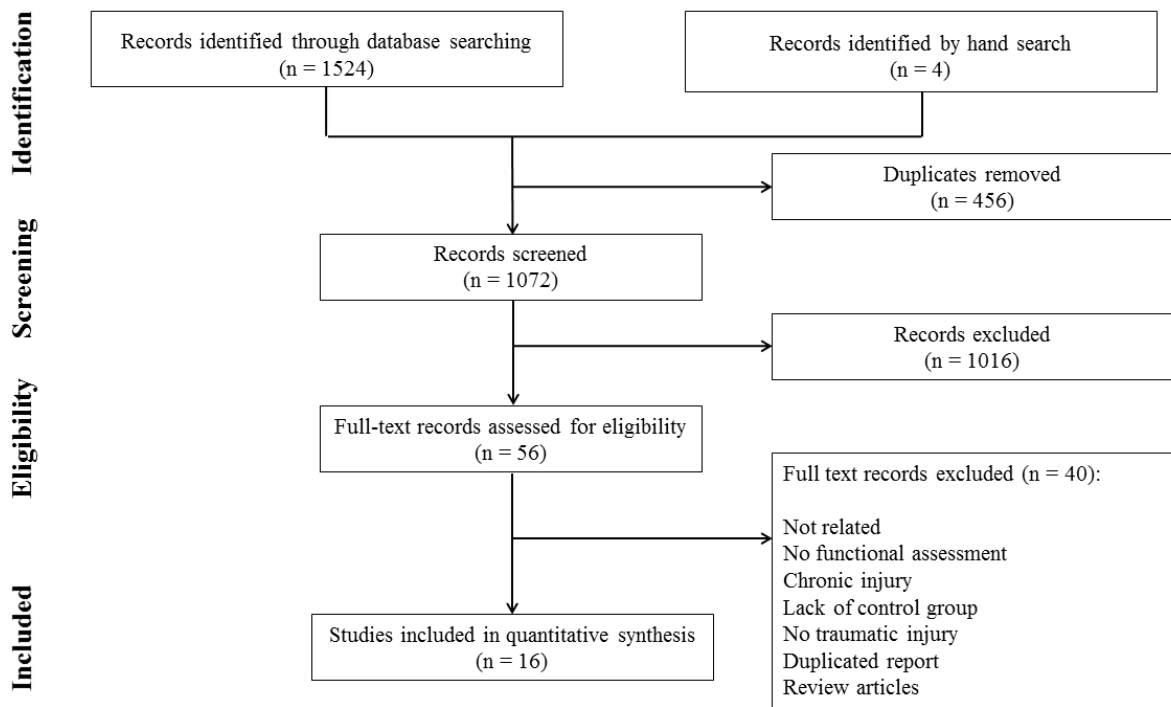 Identification
Records identified through database searching
(n = 1524)
Records identified by hand search
(n = 4)
Duplicates removed
(n = 456)
Screening
Records screened
(n = 1072)
Records excluded
(n = 1016)
Eligibility
Full-text records assessed for eligibility
(n = 56)
Full text records excluded (n = 40):
Not related
No functional assessment
Chronic injury
Lack of control group
No traumatic injury
Duplicated report
Review articles
Included
Studies included in quantitative synthesis
(n = 16)